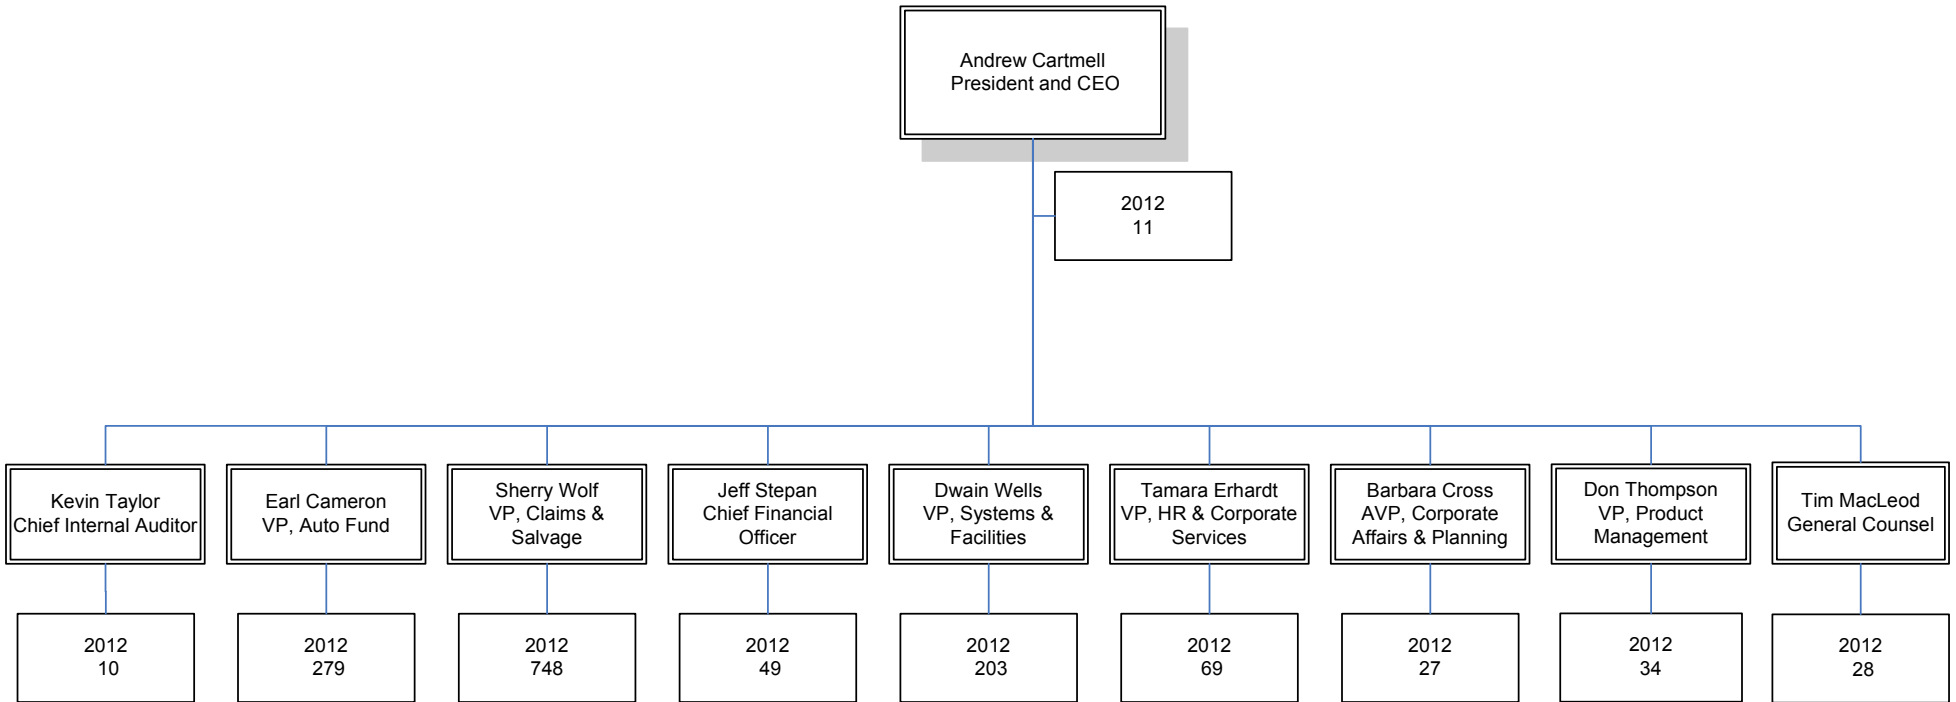 Andrew Cartmell
President and CEO
2012
11
Kevin Taylor
Chief Internal Auditor
Earl Cameron
VP, Auto Fund
Sherry Wolf
VP, Claims &
Salvage
Jeff Stepan
Chief Financial
Officer
Dwain Wells
VP, Systems &
Facilities
Tamara Erhardt
VP, HR & Corporate
Services
Barbara Cross
AVP, Corporate
Affairs & Planning
Don Thompson
VP, Product
Management
Tim MacLeod
General Counsel
2012
10
2012
279
2012
748
2012
49
2012
203
2012
69
2012
27
2012
34
2012
28